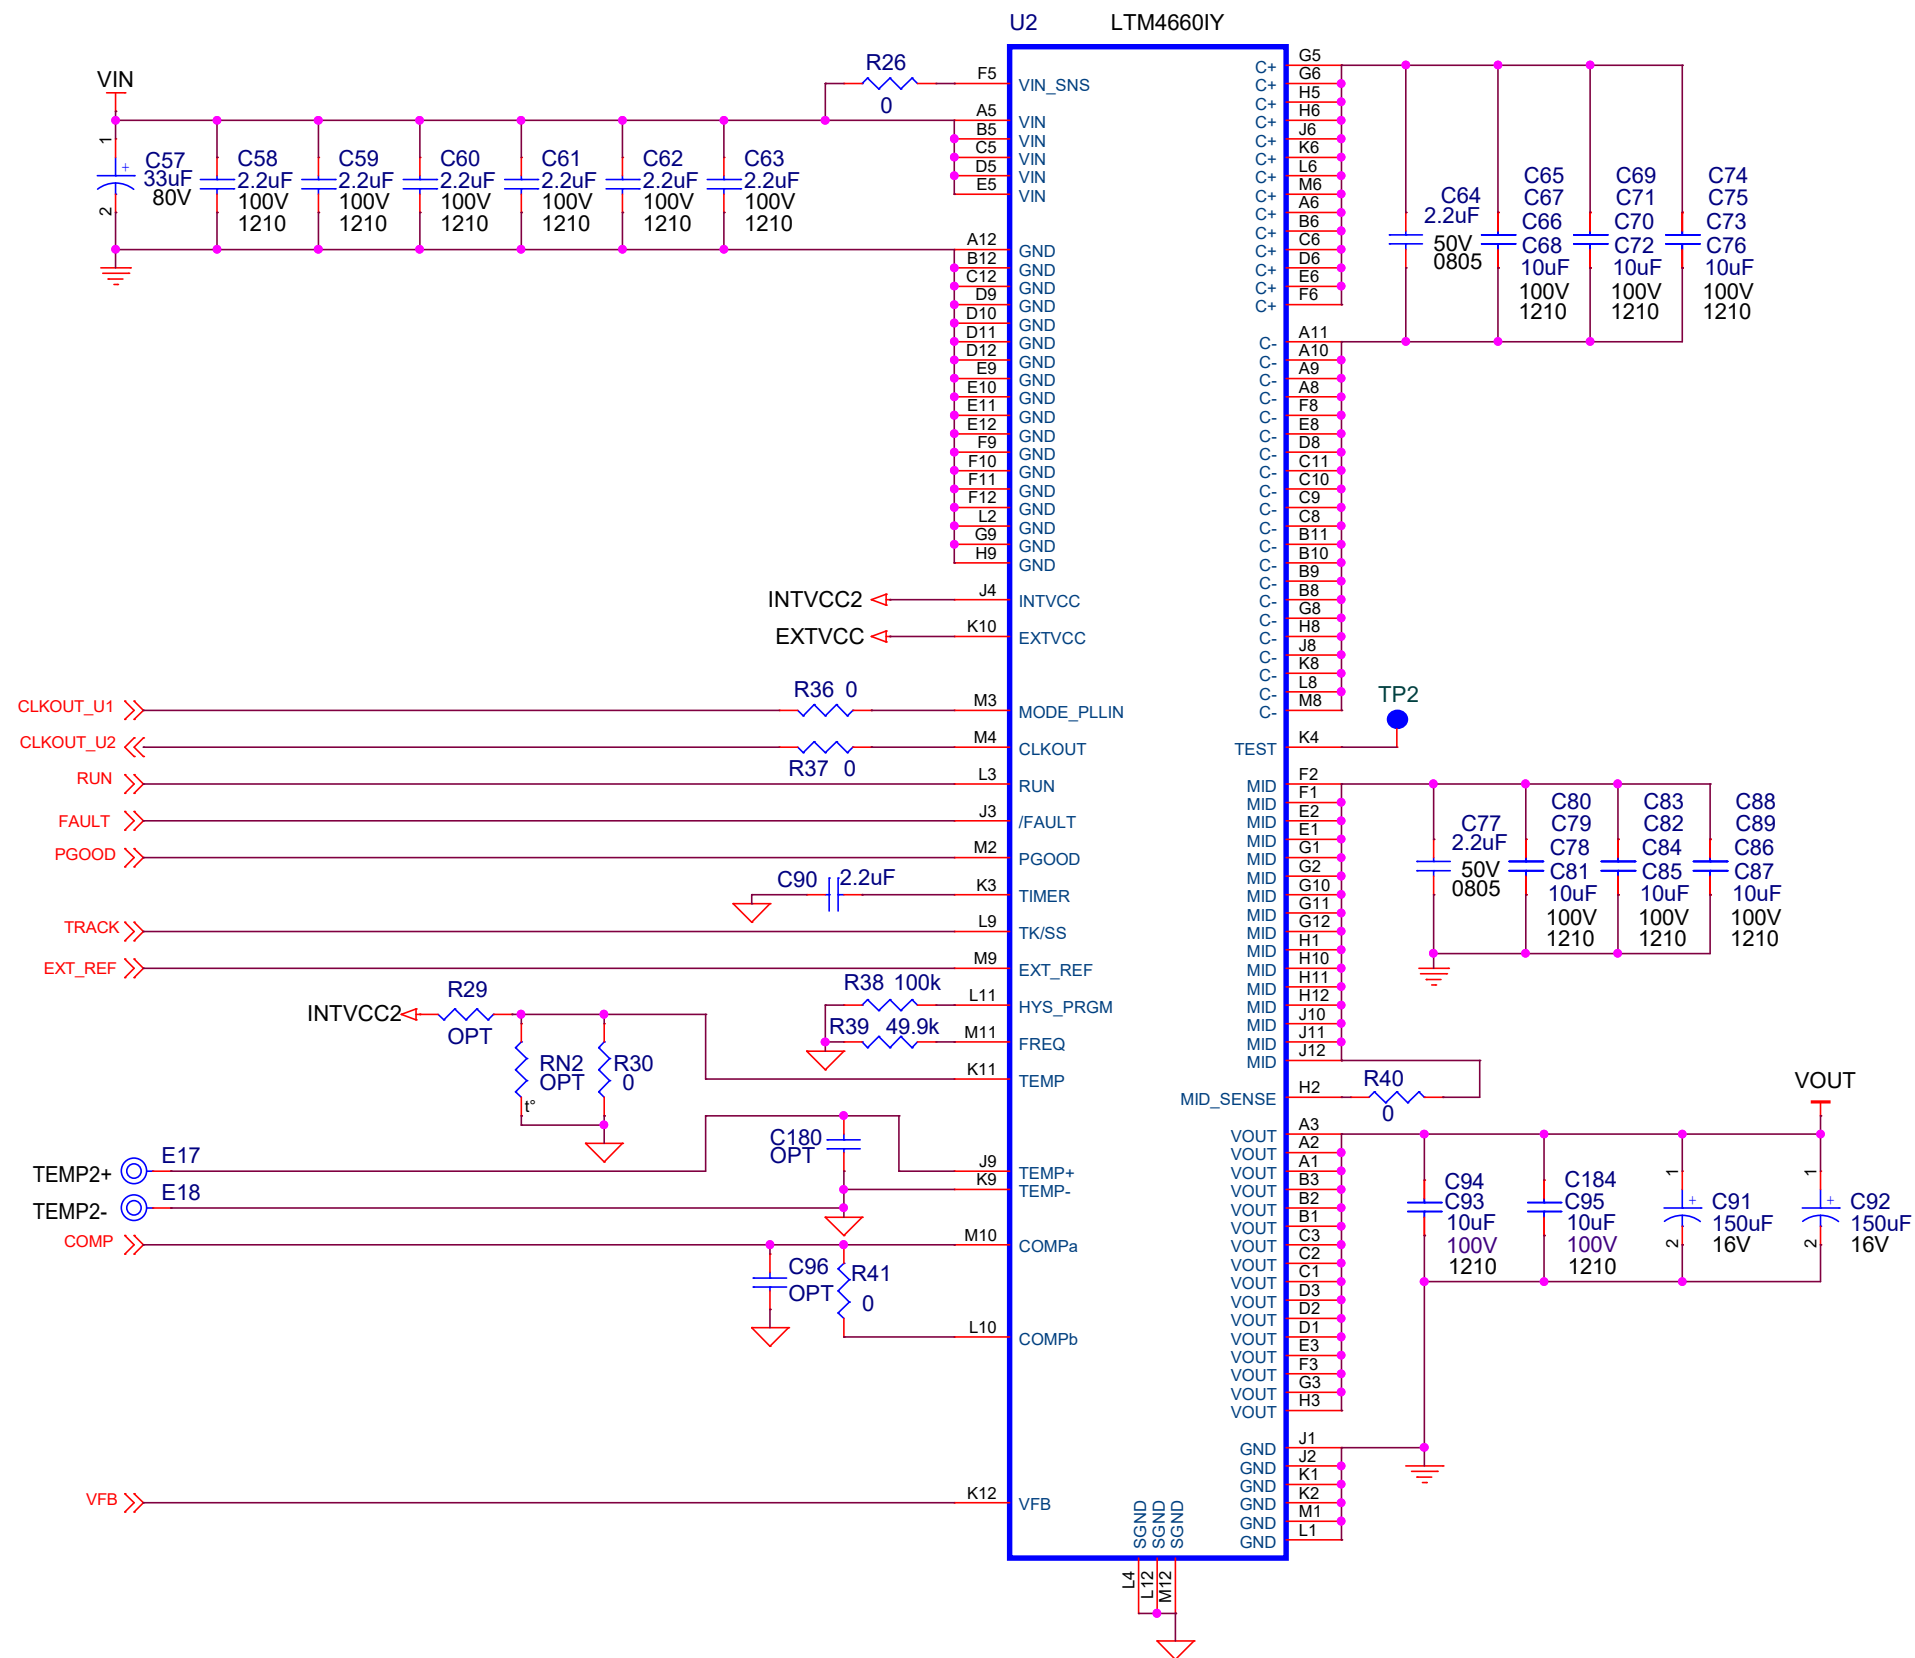 U2 LTM4660IY
VIN
1
2
C57
33uF
80V
C58
2.2uF
100V
1210
C59
2.2uF
100V
1210
C60
2.2uF
100V
1210
C61
2.2uF
100V
1210
C62
2.2uF
100V
1210
C63
2.2uF
100V
1210
R26
0
F5 VIN_SNS
A5 VIN
B5 VIN
C5 VIN
D5 VIN
E5 VIN
A12 GND
B12 GND
C12 GND
D9 GND
D10 GND
D11 GND
D12 GND
E9 GND
E10 GND
E11 GND
E12 GND
F9 GND
F10 GND
F11 GND
F12 GND
L2 GND
G9 GND
H9 GND
INTVCC2 J4 INTVCC
EXTVCC K10 EXTVCC
CLKOUT_U1 R36 0 M3 MODE_PLLIN
CLKOUT_U2 R37 0 M4 CLKOUT
RUN L3 RUN
FAULT J3 /FAULT
PGOOD M2 PGOOD
C90 2.2uF K3 TIMER
TRACK L9 TK/SS
EXT_REF M9 EXT_REF
R38 100k L11 HYS_PRGM
R39 49.9k M11 FREQ
INTVCC2
R29
OPT
RN2
OPT
t°
R30
0
K11 TEMP
C180
OPT
TEMP2+ E17 J9 TEMP+
TEMP2- E18 K9 TEMP-
COMP M10 COMPa
C96
OPT
R41
0
L10 COMPb
VFB K12 VFB
SGND L4
SGND L12
SGND M12
C+ G5
C+ G6
C+ H5
C+ H6
C+ J6
C+ K6
C+ L6
C+ M6
C+ A6
C+ B6
C+ C6
C+ D6
C+ E6
C+ F6
C64
2.2uF
50V
0805
C65
C67
C66
C68
10uF
100V
1210
C69
C71
C70
C72
10uF
100V
1210
C74
C75
C73
C76
10uF
100V
1210
C- A11
C- A10
C- A9
C- A8
C- F8
C- E8
C- D8
C- C11
C- C10
C- C9
C- C8
C- B11
C- B10
C- B9
C- B8
C- G8
C- H8
C- J8
C- K8
C- L8
C- M8
TP2
TEST K4
MID F2
MID F1
MID E2
MID E1
MID G1
MID G2
MID G10
MID G11
MID G12
MID H1
MID H10
MID H11
MID H12
MID J10
MID J11
MID J12
C77
2.2uF
50V
0805
C80
C79
C78
C81
10uF
100V
1210
C83
C82
C84
C85
10uF
100V
1210
C88
C89
C86
C87
10uF
100V
1210
MID_SENSE H2
R40
0
VOUT
VOUT A3
VOUT A2
VOUT A1
VOUT B3
VOUT B2
VOUT B1
VOUT C3
VOUT C2
VOUT C1
VOUT D3
VOUT D2
VOUT D1
VOUT E3
VOUT F3
VOUT G3
VOUT H3
C94
C93
10uF
100V
1210
C184
C95
10uF
100V
1210
1
2
C91
150uF
16V
1
2
C92
150uF
16V
GND J1
GND J2
GND K1
GND K2
GND M1
GND L1